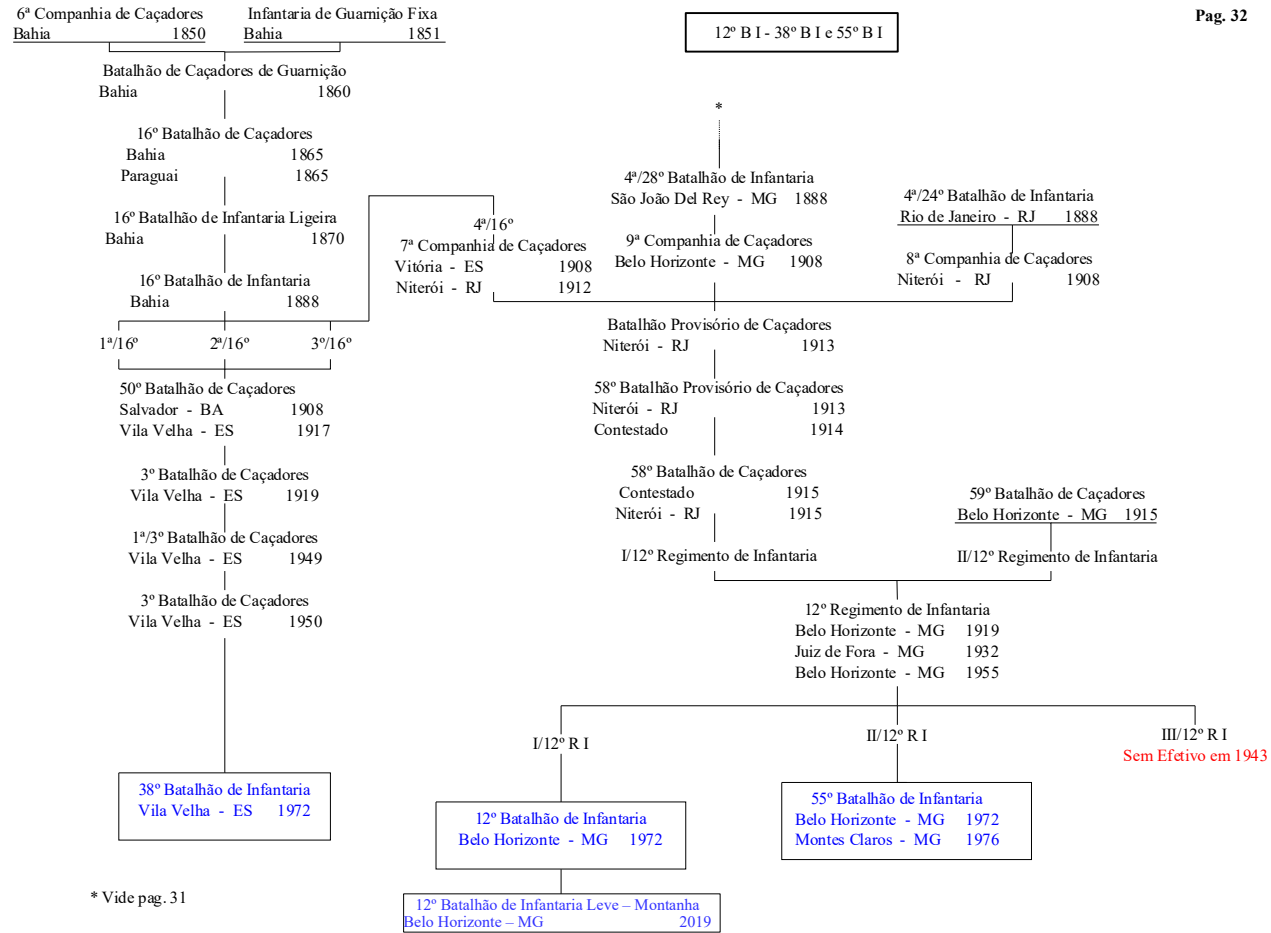 Pag. 32
12º B I - 38º B I e 55º B I
6ª Companhia de Caçadores
Bahia 1850
Infantaria de Guarnição Fixa
Bahia 1851
Batalhão de Caçadores de Guarnição
Bahia 1860
16º Batalhão de Caçadores
Bahia 1865
Paraguai 1865
16º Batalhão de Infantaria Ligeira
Bahia 1870
16º Batalhão de Infantaria
Bahia 1888
1ª/16º 2ª/16º 3ª/16º
50º Batalhão de Caçadores
Salvador - BA 1908
Vila Velha - ES 1917
3º Batalhão de Caçadores
Vila Velha - ES 1919
1ª/3º Batalhão de Caçadores
Vila Velha - ES 1949
3º Batalhão de Caçadores
Vila Velha - ES 1950
38º Batalhão de Infantaria
Vila Velha - ES 1972
4ª/16º
7ª Companhia de Caçadores
Vitória - ES 1908
Niterói - RJ 1912
*
4ª/28º Batalhão de Infantaria
São João Del Rey - MG 1888
9ª Companhia de Caçadores
Belo Horizonte - MG 1908
4ª/24º Batalhão de Infantaria
Rio de Janeiro - RJ 1888
8ª Companhia de Caçadores
Niterói - RJ 1908
Batalhão Provisório de Caçadores
Niterói - RJ 1913
58º Batalhão Provisório de Caçadores
Niterói - RJ 1913
Contestado 1914
58º Batalhão de Caçadores
Contestado 1915
Niterói - RJ 1915
59º Batalhão de Caçadores
Belo Horizonte - MG 1915
I/12º Regimento de Infantaria
II/12º Regimento de Infantaria
12º Regimento de Infantaria
Belo Horizonte - MG 1919
Juiz de Fora - MG 1932
Belo Horizonte - MG 1955
I/12º R I
II/12º R I
III/12º R I
Sem Efetivo em 1943
12º Batalhão de Infantaria
Belo Horizonte - MG 1972
55º Batalhão de Infantaria
Belo Horizonte - MG 1972
Montes Claros - MG 1976
12º Batalhão de Infantaria Leve – Montanha
Belo Horizonte – MG 2019
* Vide pag. 31